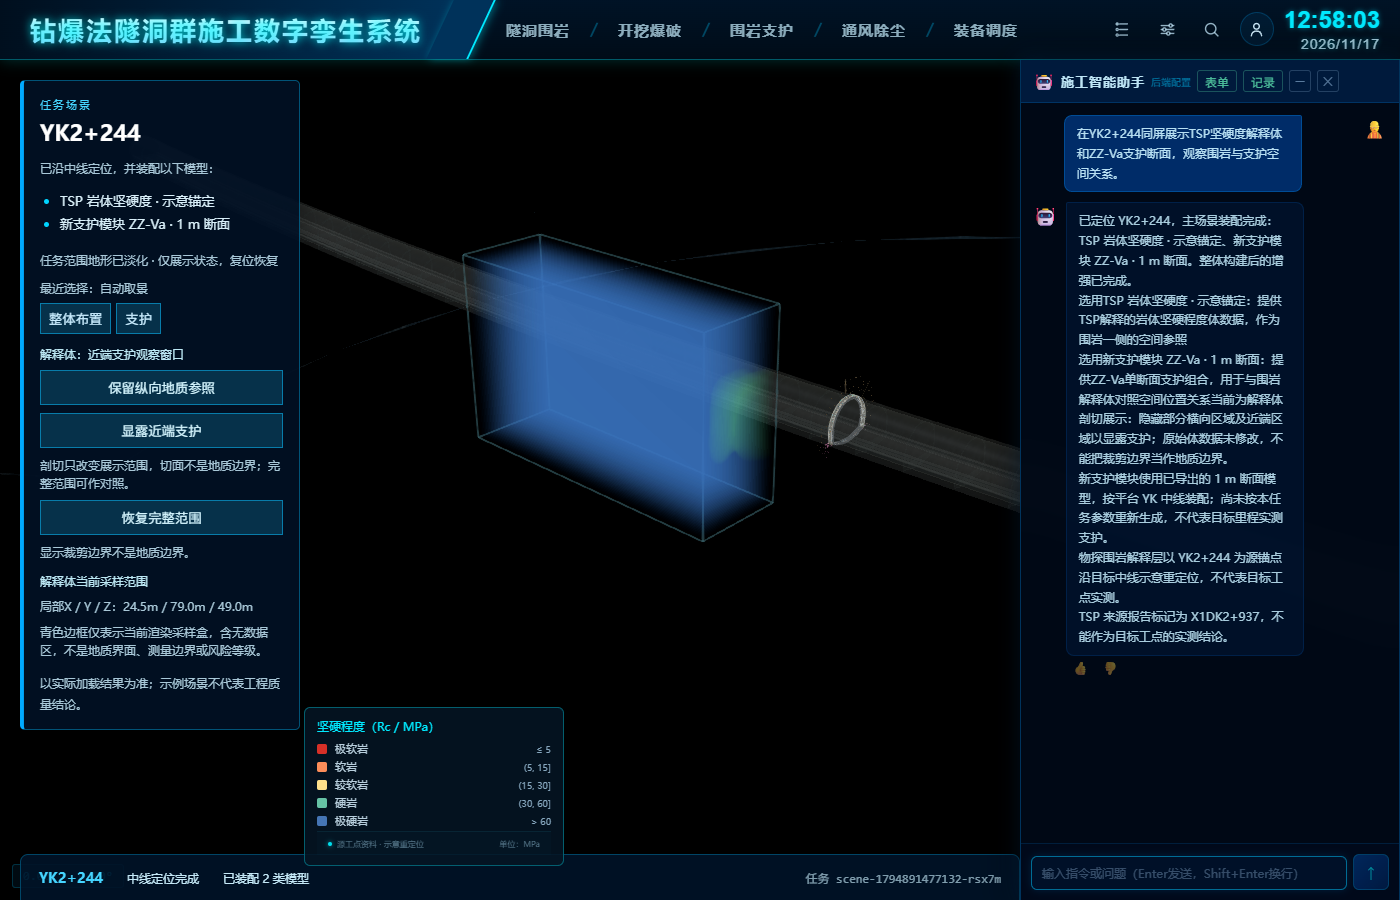 钻爆法隧洞群施工数字孪生系统
隧洞围岩 / 开挖爆破 / 围岩支护 / 通风除尘 / 装备调度
12:58:03
2026/11/17
任务场景
YK2+244
已沿中线定位，并装配以下模型：
• TSP 岩体坚硬度 · 示意锚定
• 新支护模块 ZZ-Va · 1 m 断面
任务范围地形已淡化 · 仅展示状态，复位恢复
最近选择：自动取景
整体布置 支护
解释体：近端支护观察窗口
保留纵向地质参照
显露近端支护
剖切只改变展示范围，切面不是地质边界；完
整范围可作对照。
恢复完整范围
显示裁剪边界不是地质边界。
解释体当前采样范围
局部X / Y / Z：24.5m / 79.0m / 49.0m
青色边框仅表示当前渲染采样盒，含无数据
区，不是地质界面、测量边界或风险等级。
以实际加载结果为准；示例场景不代表工程质
量结论。
坚硬程度（Rc / MPa）
极软岩 ≤ 5
软岩 (5, 15]
较软岩 (15, 30]
硬岩 (30, 60]
极硬岩 > 60
源工点资料 · 示意重定位 单位：MPa
YK2+244 中线定位完成 已装配 2 类模型 任务 scene-1794891477132-rsx7m
施工智能助手 后端配置 表单 记录
在YK2+244同屏展示TSP坚硬度解释体
和ZZ-Va支护断面，观察围岩与支护空
间关系。
已定位 YK2+244，主场景装配完成：
TSP 岩体坚硬度 · 示意锚定、新支护模
块 ZZ-Va · 1 m 断面。整体构建后的增
强已完成。
选用TSP 岩体坚硬度 · 示意锚定：提供
TSP解释的岩体坚硬程度体数据，作为
围岩一侧的空间参照
选用新支护模块 ZZ-Va · 1 m 断面：提
供ZZ-Va单断面支护组合，用于与围岩
解释体对照空间位置关系当前为解释体
剖切展示：隐藏部分横向区域及近端区
域以显露支护；原始体数据未修改，不
能把裁剪边界当作地质边界。
新支护模块使用已导出的 1 m 断面模
型，按平台 YK 中线装配；尚未按本任
务参数重新生成，不代表目标里程实测
支护。
物探围岩解释层以 YK2+244 为源锚点
沿目标中线示意重定位，不代表目标工
点实测。
TSP 来源报告标记为 X1DK2+937，不
能作为目标工点的实测结论。
输入指令或问题（Enter发送，Shift+Enter换行）